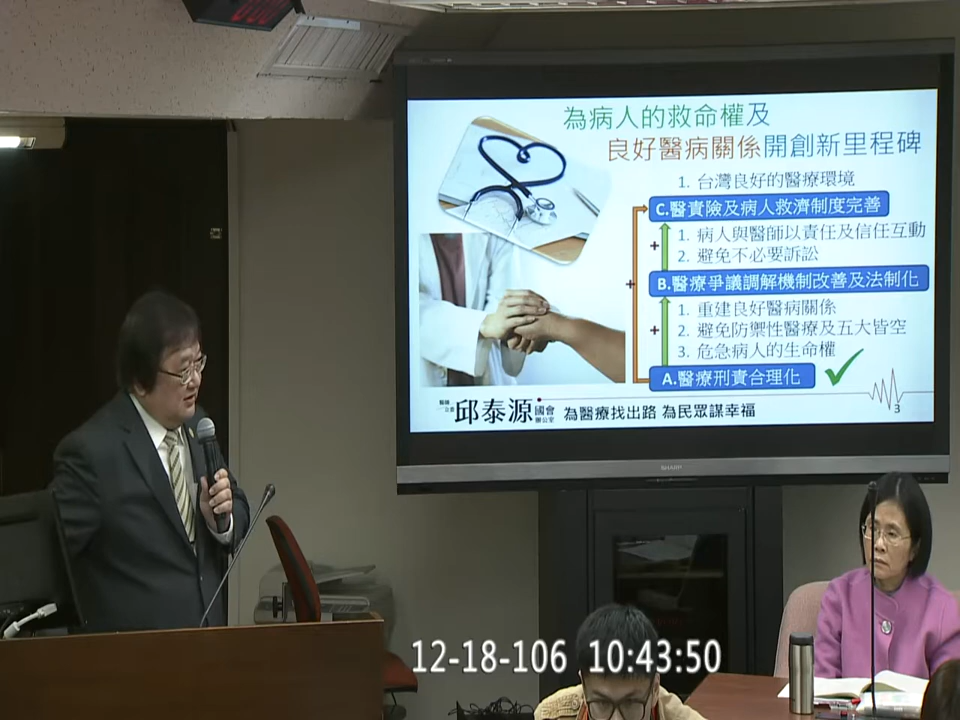 為病人的救命權及
良好醫病關係開創新里程碑
1. 台灣良好的醫療環境
C.醫責險及病人救濟制度完善
1. 病人與醫師以責任及信任互動
2. 避免不必要訴訟
B.醫療爭議調解機制改善及法制化
1. 重建良好醫病關係
2. 避免防禦性醫療及五大皆空
3. 危急病人的生命權
A.醫療刑責合理化
邱泰源 國會辦公室 為醫療找出路 為民眾謀幸福
3
SHARP
12-18-106 10:43:50